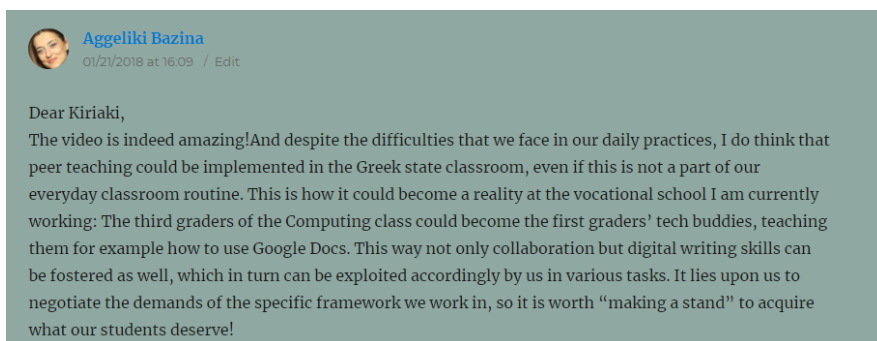 Aggeliki Bazina
01/21/2018 at 16:09 / Edit
Dear Kiriaki,
The video is indeed amazing!And despite the difficulties that we face in our daily practices, I do think that
peer teaching could be implemented in the Greek state classroom, even if this is not a part of our
everyday classroom routine. This is how it could become a reality at the vocational school I am currently
working: The third graders of the Computing class could become the first graders’ tech buddies, teaching
them for example how to use Google Docs. This way not only collaboration but digital writing skills can
be fostered as well, which in turn can be exploited accordingly by us in various tasks. It lies upon us to
negotiate the demands of the specific framework we work in, so it is worth “making a stand” to acquire
what our students deserve!